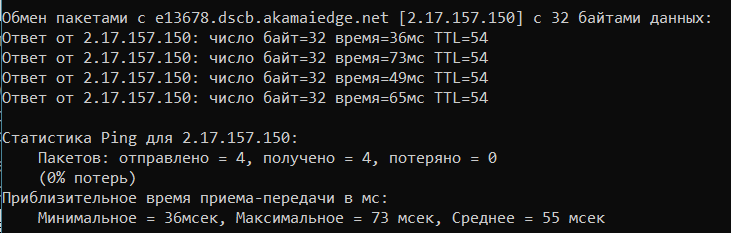 Обмен пакетами с e13678.dscb.akamaiedge.net [2.17.157.150] с 32 байтами данных:
Ответ от 2.17.157.150: число байт=32 время=36мс TTL=54
Ответ от 2.17.157.150: число байт=32 время=73мс TTL=54
Ответ от 2.17.157.150: число байт=32 время=49мс TTL=54
Ответ от 2.17.157.150: число байт=32 время=65мс TTL=54
Статистика Ping для 2.17.157.150:
Пакетов: отправлено = 4, получено = 4, потеряно = 0
(0% потерь)
Приблизительное время приема-передачи в мс:
Минимальное = 36мсек, Максимальное = 73 мсек, Среднее = 55 мсек